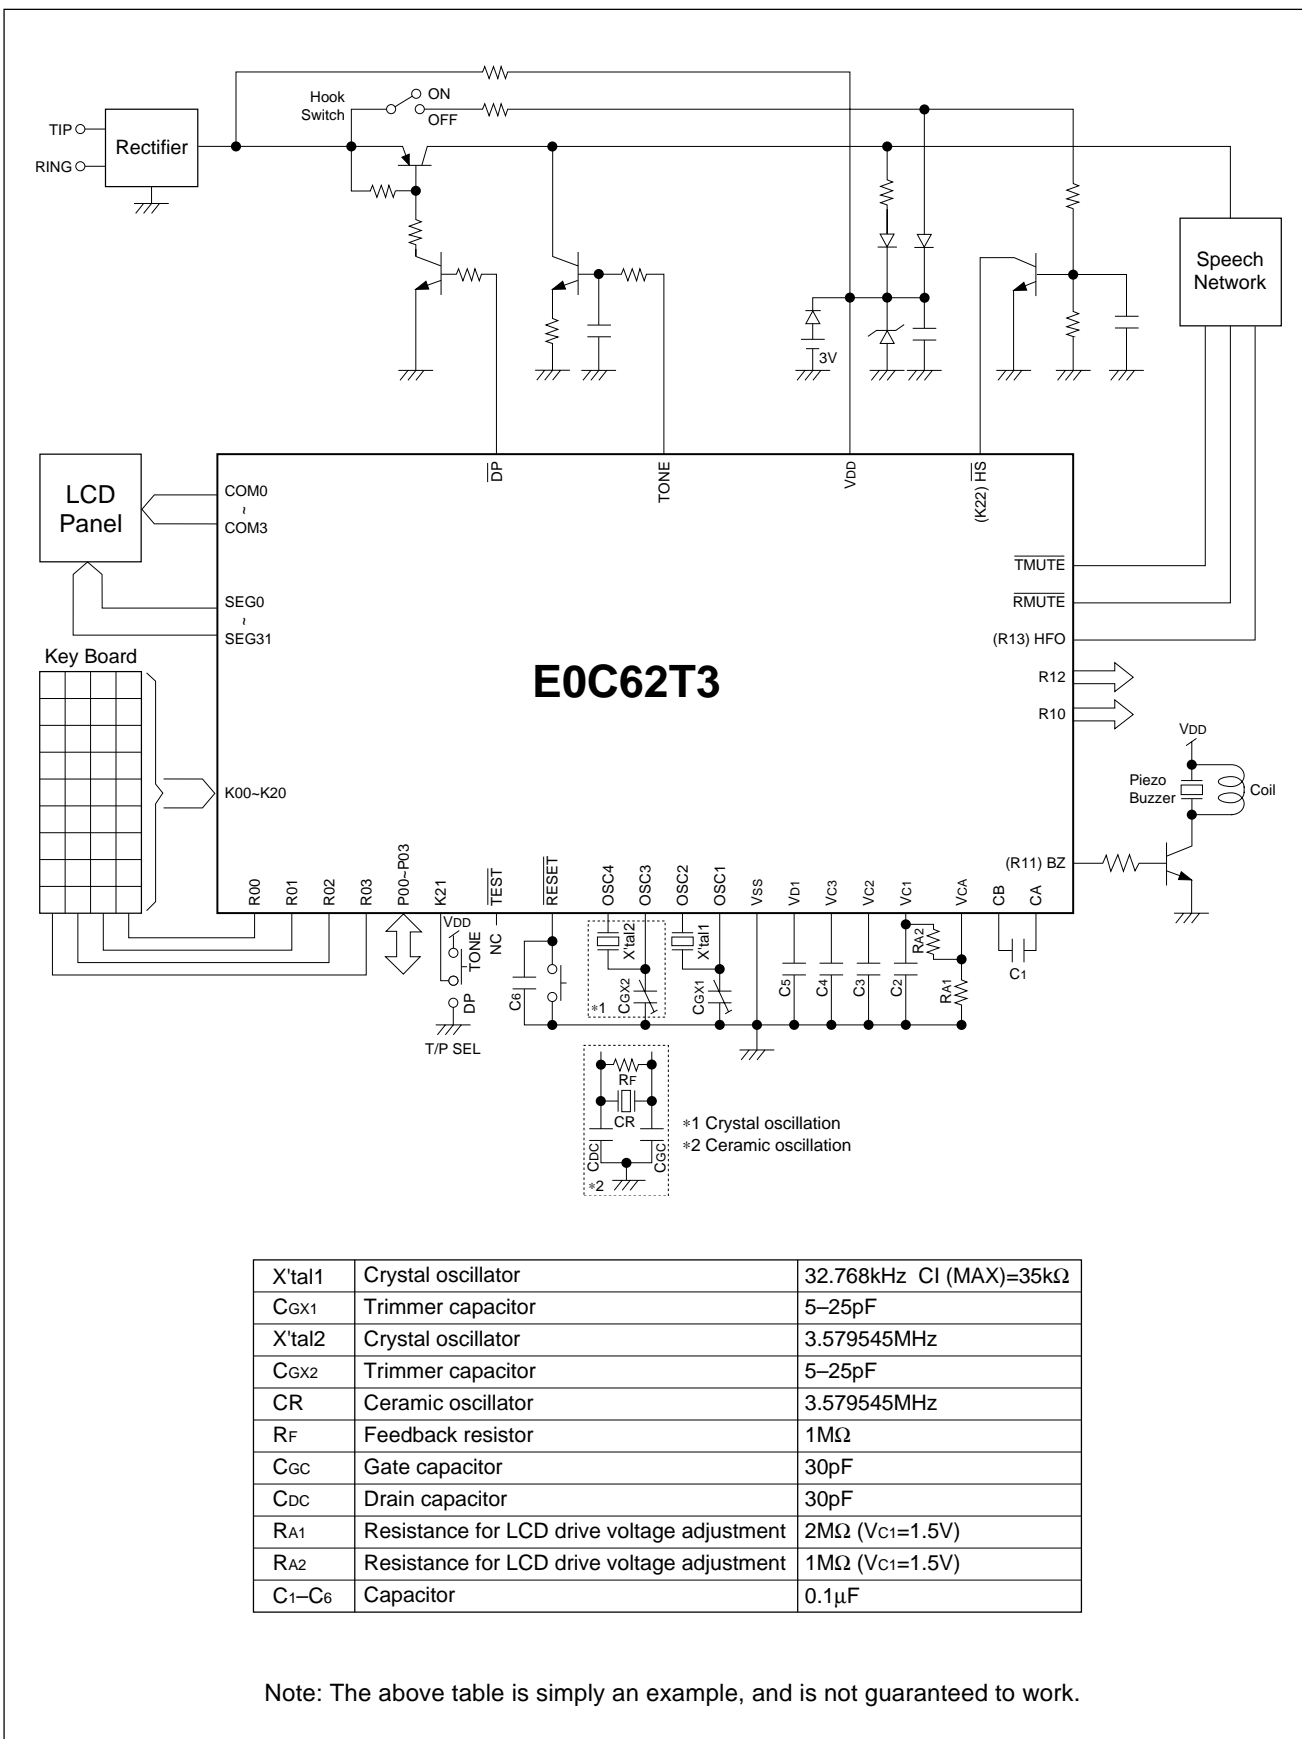 Hook
Switch
ON
OFF
TIP
RING
Rectifier
Speech
Network
3V
LCD
Panel
COM0
~
COM3
SEG0
~
SEG31
DP
TONE
VDD
(K22) HS
TMUTE
RMUTE
(R13) HFO
R12
R10
Key Board
E0C62T3
K00~K20
VDD
Piezo
Buzzer
Coil
(R11) BZ
R00
R01
R02
R03
P00~P03
K21
TEST
RESET
OSC4
OSC3
OSC2
OSC1
VSS
VD1
VC3
VC2
VC1
VCA
CB
CA
VDD
TONE
DP
T/P SEL
NC
C6
X'tal2
CGX2
*1
X'tal1
CGX1
C5
C4
C3
C2
RA2
RA1
C1
RF
CR
CDC
CGC
*2
*1 Crystal oscillation
*2 Ceramic oscillation
X'tal1 Crystal oscillator 32.768kHz CI (MAX)=35kΩ
CGX1 Trimmer capacitor 5–25pF
X'tal2 Crystal oscillator 3.579545MHz
CGX2 Trimmer capacitor 5–25pF
CR Ceramic oscillator 3.579545MHz
RF Feedback resistor 1MΩ
CGC Gate capacitor 30pF
CDC Drain capacitor 30pF
RA1 Resistance for LCD drive voltage adjustment 2MΩ (VC1=1.5V)
RA2 Resistance for LCD drive voltage adjustment 1MΩ (VC1=1.5V)
C1–C6 Capacitor 0.1µF
Note: The above table is simply an example, and is not guaranteed to work.